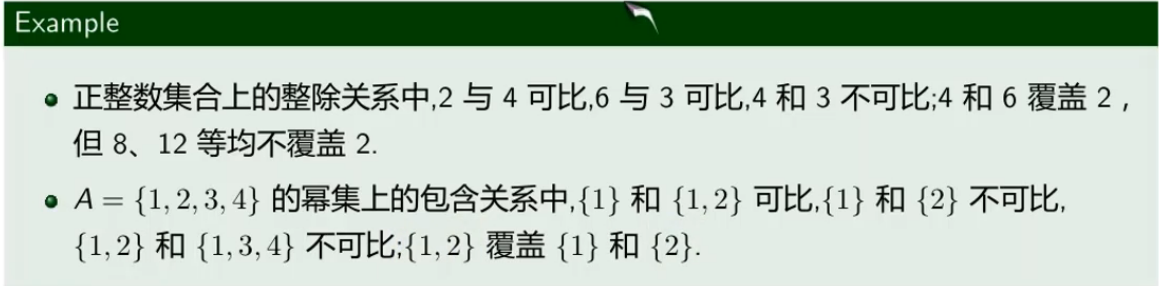 Example
正整数集合上的整除关系中,2 与 4 可比,6 与 3 可比,4 和 3 不可比;4 和 6 覆盖 2 ,
但 8、12 等均不覆盖 2.
A = {1, 2, 3, 4} 的幂集上的包含关系中,{1} 和 {1, 2} 可比,{1} 和 {2} 不可比,
{1, 2} 和 {1, 3, 4} 不可比;{1, 2} 覆盖 {1} 和 {2}.